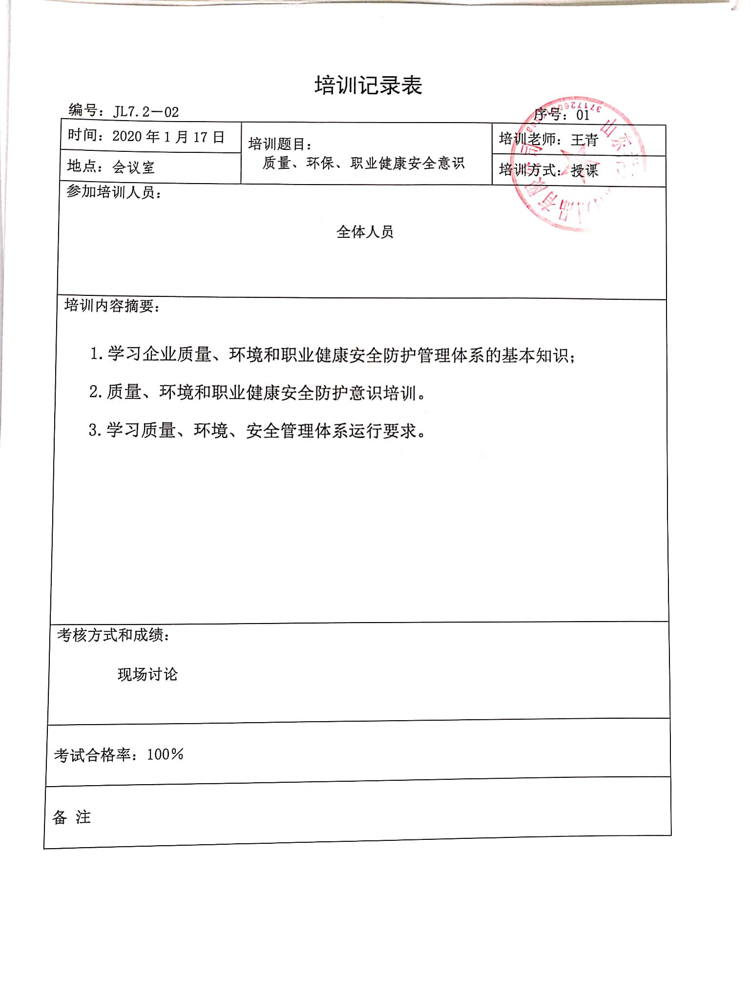 培训记录表
编号：JL7.2－02
序号：01
时间：2020 年 1 月 17 日
培训题目：
质量、环保、职业健康安全意识
培训老师：王青
地点：会议室
培训方式：授课
参加培训人员：
全体人员
培训内容摘要：
1.学习企业质量、环境和职业健康安全防护管理体系的基本知识；
2.质量、环境和职业健康安全防护意识培训。
3.学习质量、环境、安全管理体系运行要求。
考核方式和成绩：
现场讨论
考试合格率：100％
备 注
山东
品有限公司